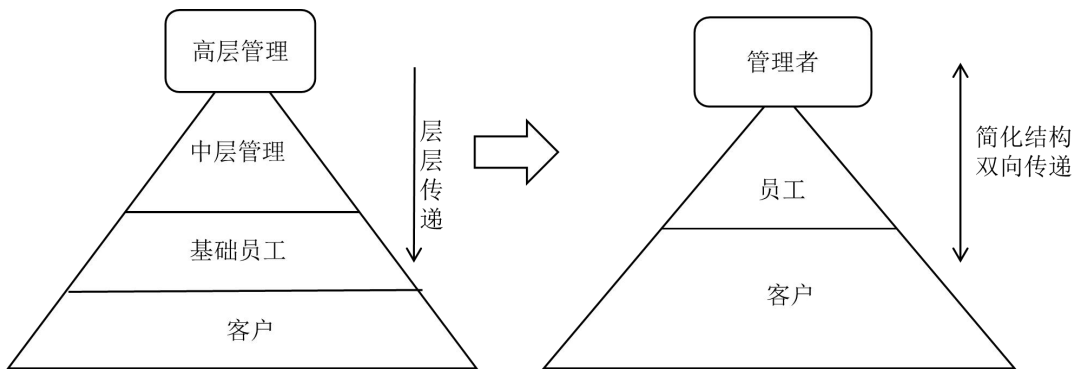 高层管理
中层管理
基础员工
客户
层层传递
管理者
员工
客户
简化结构
双向传递